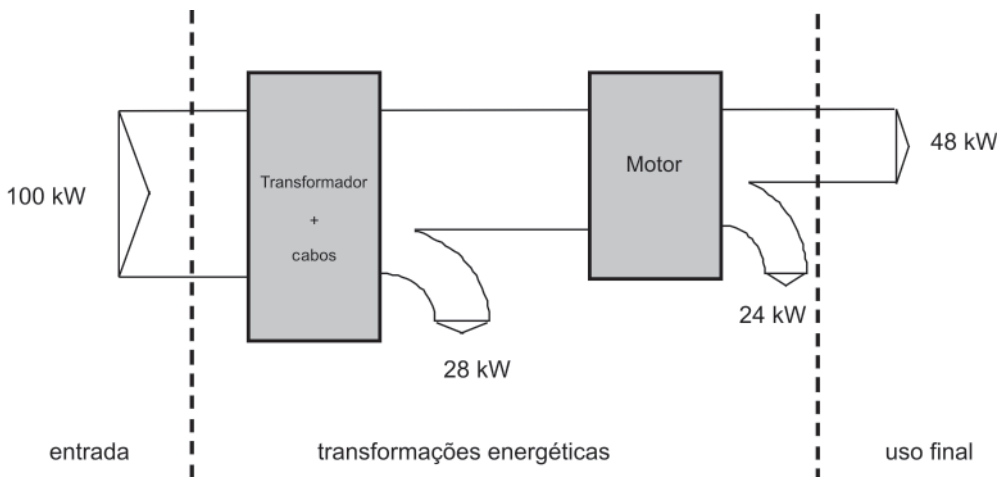 100 kW
Transformador
+
cabos
28 kW
Motor
24 kW
48 kW
entrada
transformações energéticas
uso final